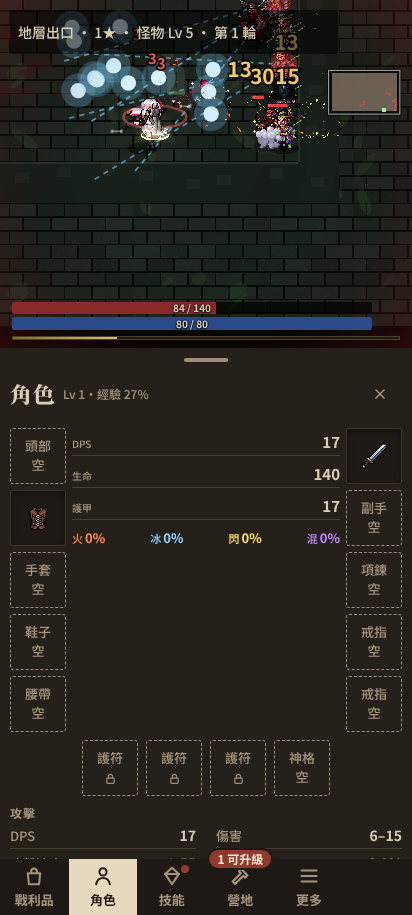 地層出口 • 1★ • 怪物 Lv 5 • 第 1 輪
13
33
13 3015
84 / 140
80 / 80
角色 Lv 1 • 經驗 27%
頭部
空
DPS 17
生命 140
護甲 17
火 0% 冰 0% 閃 0% 混 0%
副手
空
手套
空
項鍊
空
鞋子
空
戒指
空
腰帶
空
戒指
空
護符 護符 護符 神格
空
攻擊
DPS 17 傷害 6–15
1 可升級
戰利品 角色 技能 營地 更多